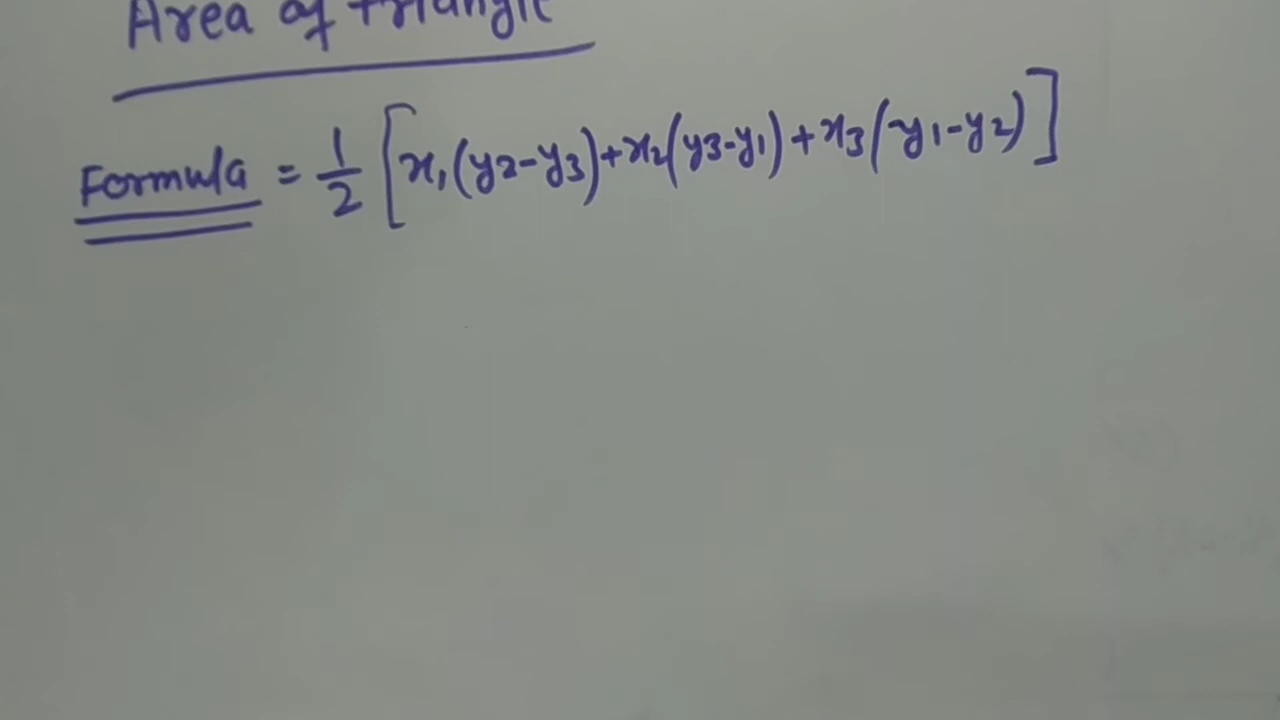 Area of triangle
Formula = 1/2 [x₁(y₂-y₃)+x₂(y₃-y₁)+x₃(y₁-y₂)]